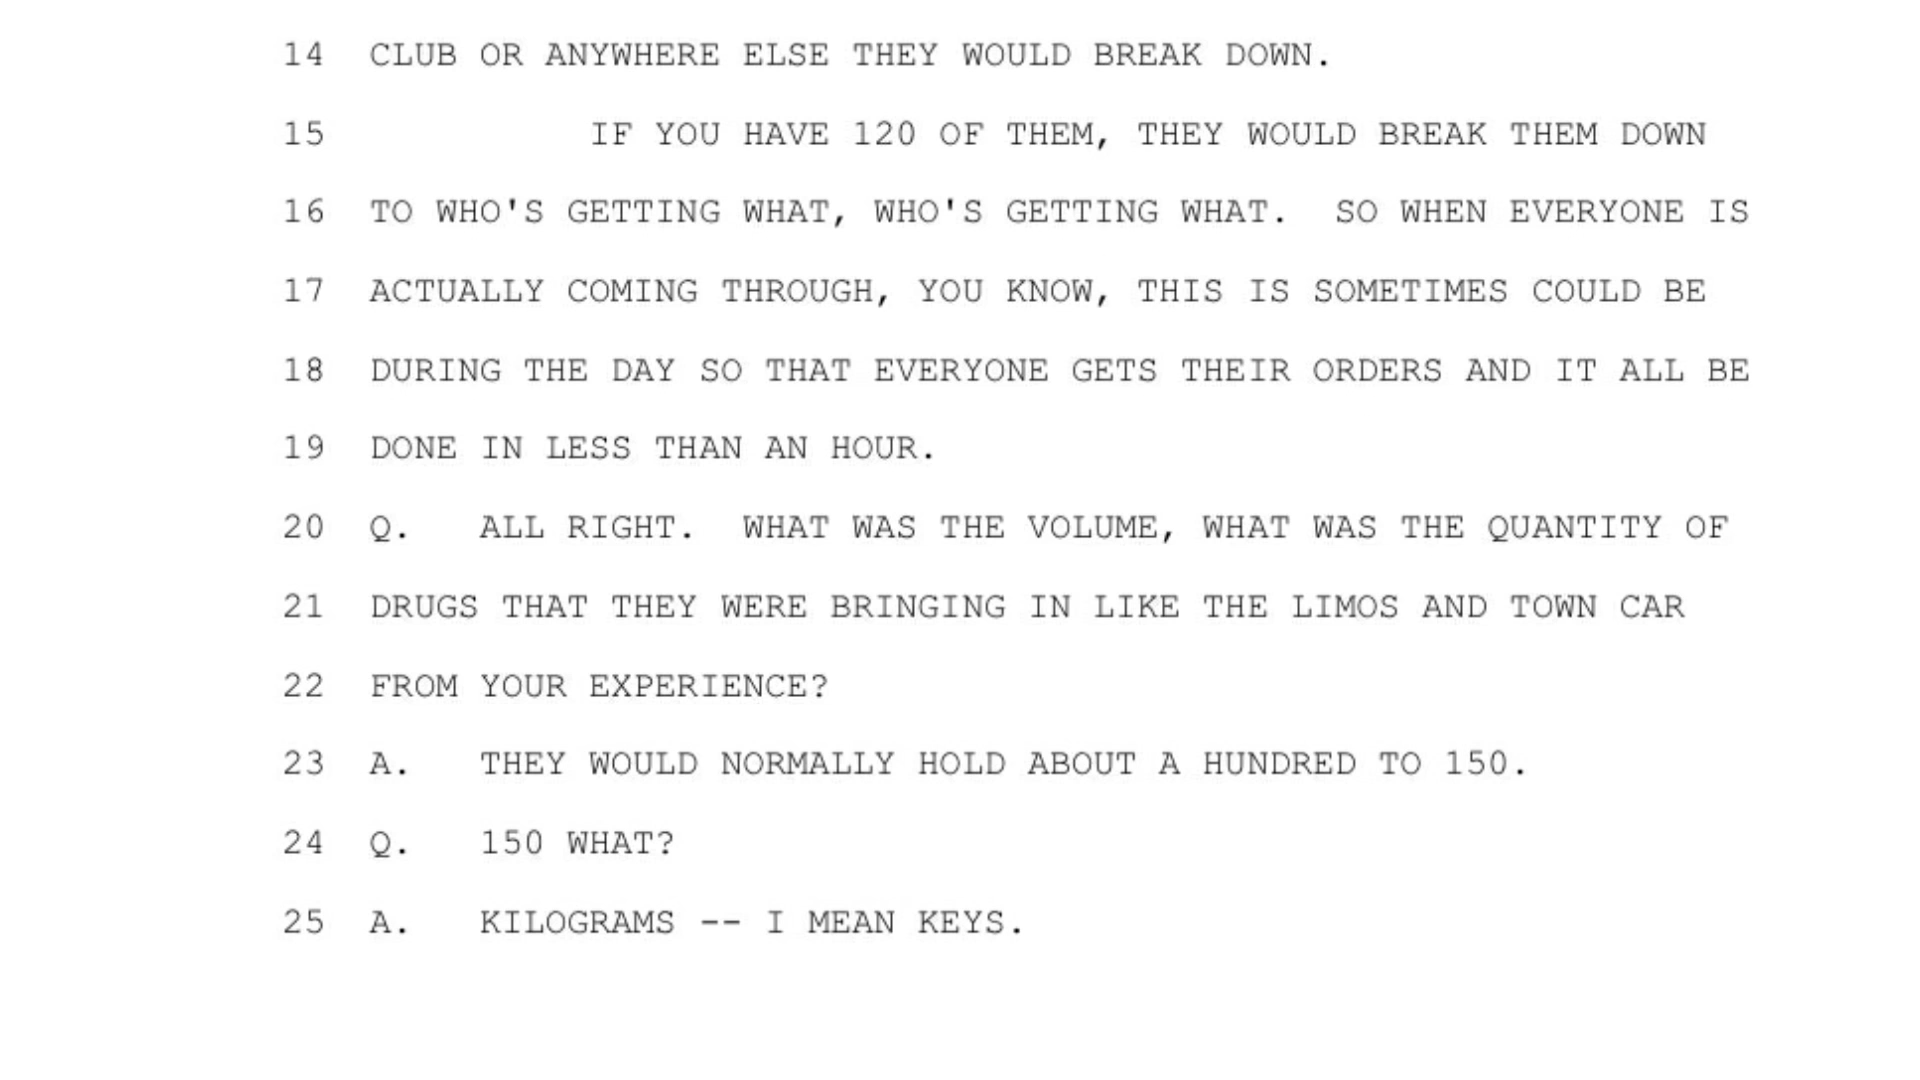 14 CLUB OR ANYWHERE ELSE THEY WOULD BREAK DOWN.
15 IF YOU HAVE 120 OF THEM, THEY WOULD BREAK THEM DOWN
16 TO WHO'S GETTING WHAT, WHO'S GETTING WHAT. SO WHEN EVERYONE IS
17 ACTUALLY COMING THROUGH, YOU KNOW, THIS IS SOMETIMES COULD BE
18 DURING THE DAY SO THAT EVERYONE GETS THEIR ORDERS AND IT ALL BE
19 DONE IN LESS THAN AN HOUR.
20 Q. ALL RIGHT. WHAT WAS THE VOLUME, WHAT WAS THE QUANTITY OF
21 DRUGS THAT THEY WERE BRINGING IN LIKE THE LIMOS AND TOWN CAR
22 FROM YOUR EXPERIENCE?
23 A. THEY WOULD NORMALLY HOLD ABOUT A HUNDRED TO 150.
24 Q. 150 WHAT?
25 A. KILOGRAMS -- I MEAN KEYS.